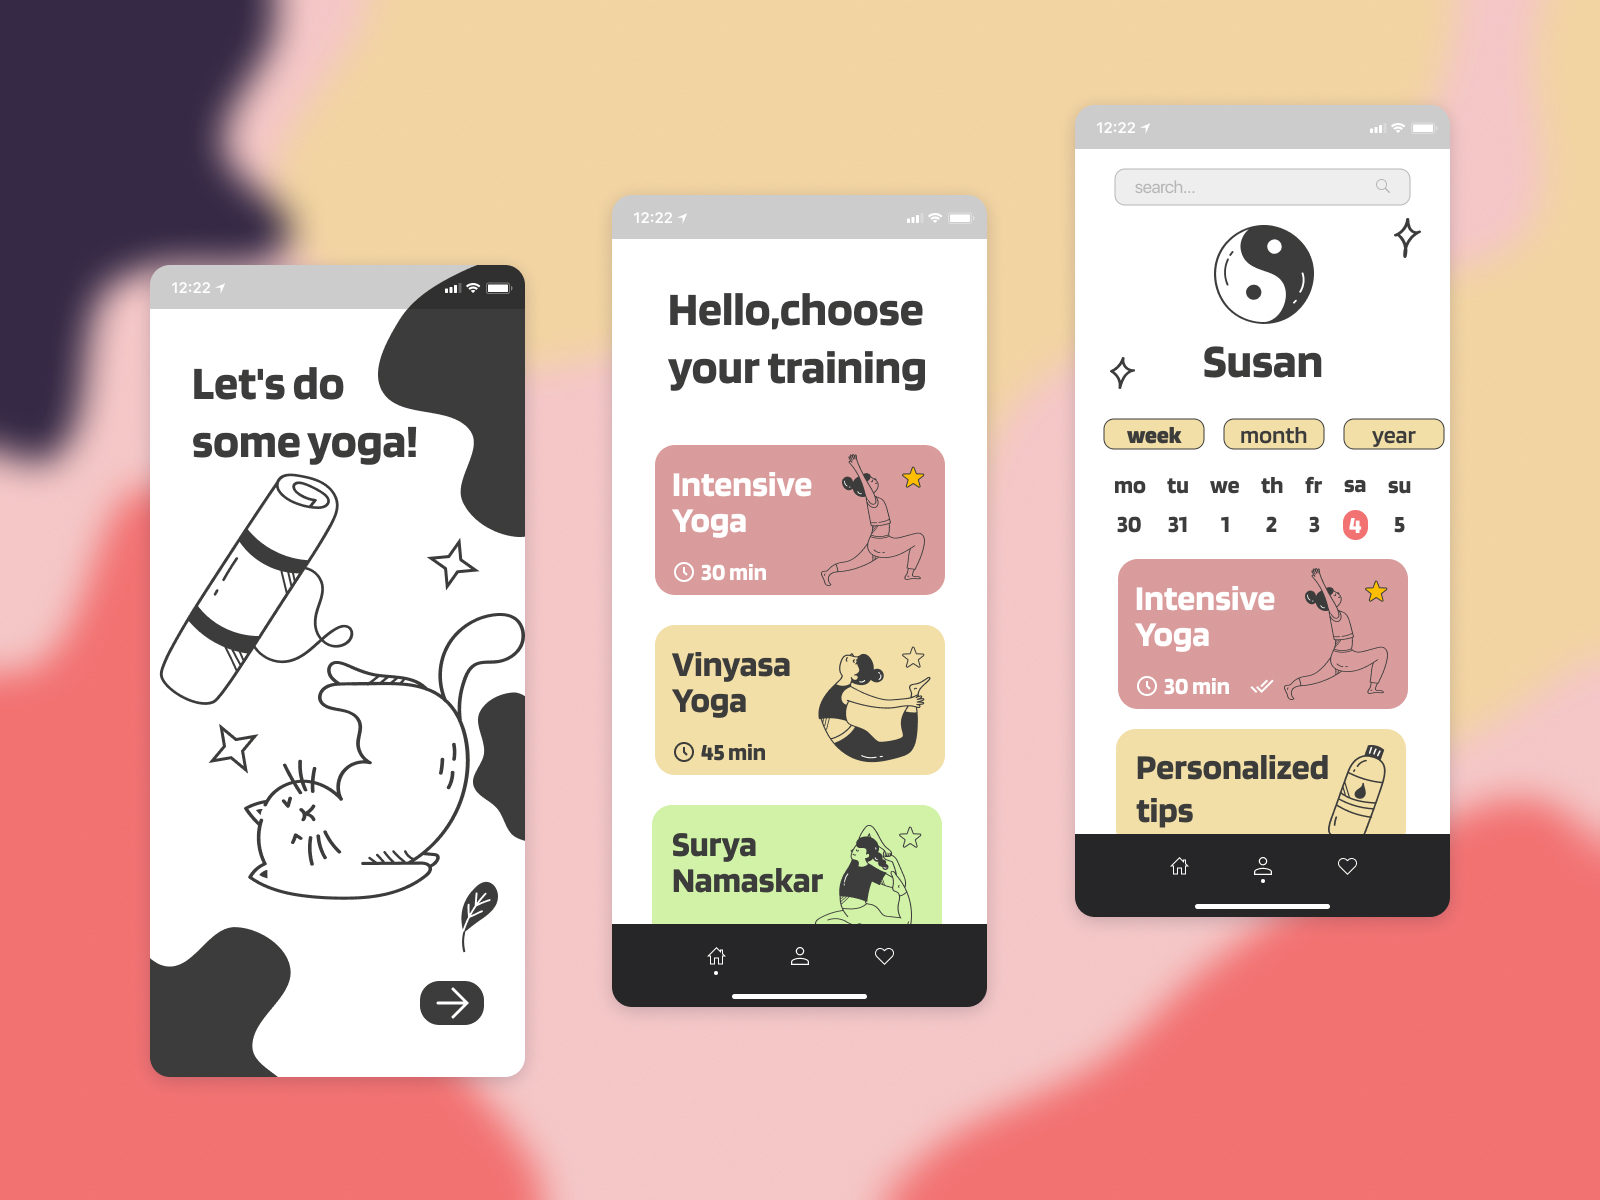 12:22
Let's do
some yoga!
12:22
Hello,choose
your training
Intensive
Yoga
30 min
Vinyasa
Yoga
45 min
Surya
Namaskar
12:22
search...
Susan
week month year
mo tu we th fr sa su
30 31 1 2 3 4 5
Intensive
Yoga
30 min
Personalized
tips